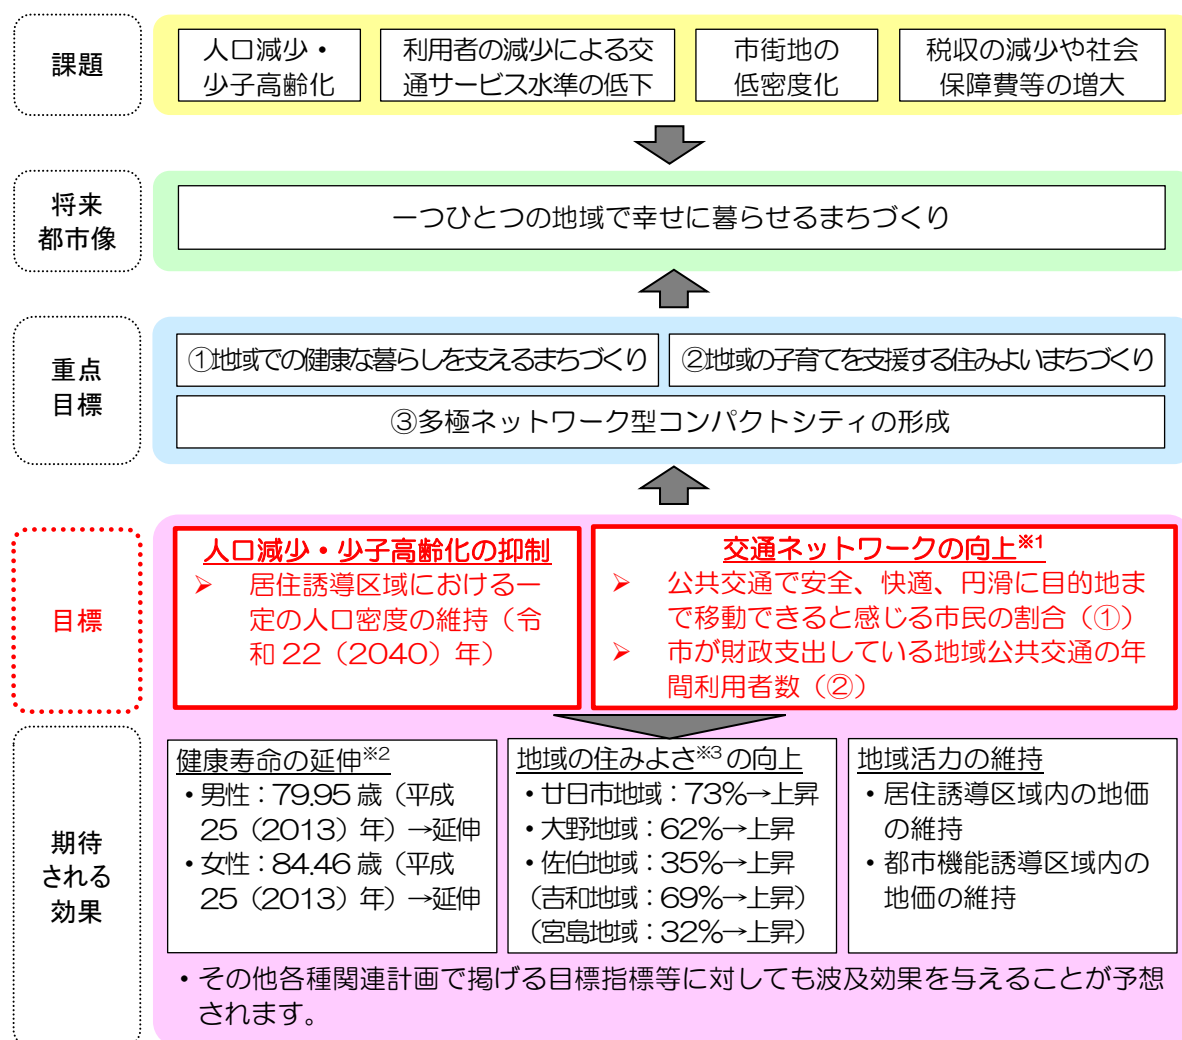 課題
人口減少・
少子高齢化
利用者の減少による交
通サービス水準の低下
市街地の
低密度化
税収の減少や社会
保障費等の増大
将来
都市像
一つひとつの地域で幸せに暮らせるまちづくり
重点
目標
①地域での健康な暮らしを支えるまちづくり
②地域の子育てを支援する住みよいまちづくり
③多極ネットワーク型コンパクトシティの形成
目標
人口減少・少子高齢化の抑制
➢ 居住誘導区域における一
定の人口密度の維持（令
和 22（2040）年）
交通ネットワークの向上※1
➢ 公共交通で安全、快適、円滑に目的地ま
で移動できると感じる市民の割合（①）
➢ 市が財政支出している地域公共交通の年
間利用者数（②）
期待
される
効果
健康寿命の延伸※2
・男性：79.95 歳（平成
25（2013）年）→延伸
・女性：84.46 歳（平成
25（2013）年）→延伸
地域の住みよさ※3 の向上
・廿日市地域：73%→上昇
・大野地域：62%→上昇
・佐伯地域：35%→上昇
（吉和地域：69%→上昇）
（宮島地域：32%→上昇）
地域活力の維持
・居住誘導区域内の地価
の維持
・都市機能誘導区域内の
地価の維持
・その他各種関連計画で掲げる目標指標等に対しても波及効果を与えることが予想
されます。